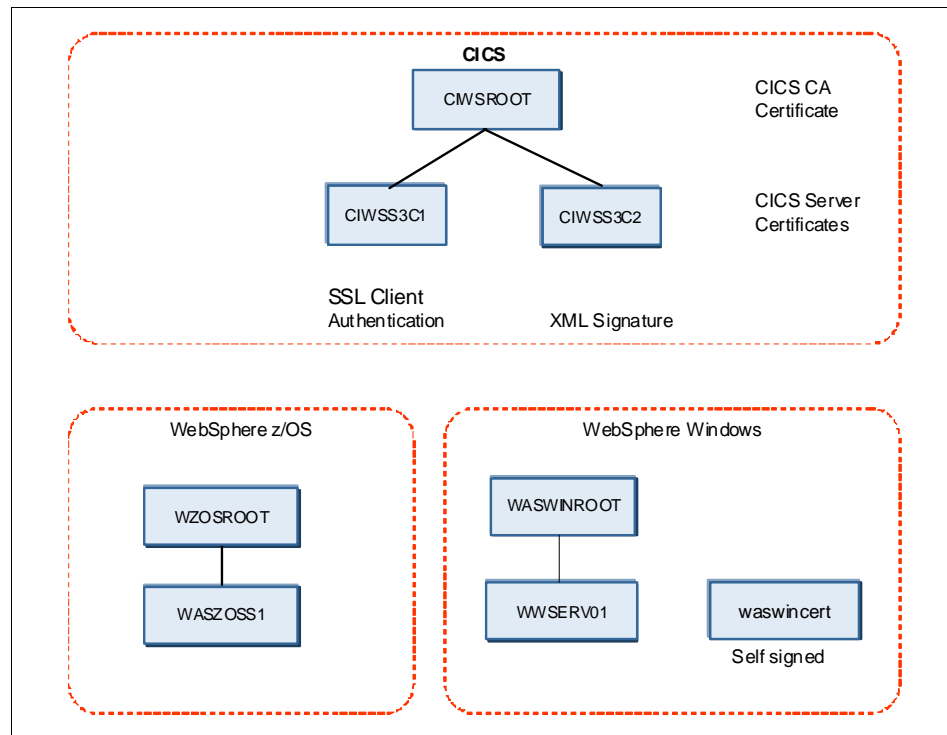 CICS
CIWSROOT
CICS CA
Certificate
CIWSS3C1
CIWSS3C2
CICS Server
Certificates
SSL Client
Authentication
XML Signature
WebSphere z/OS
WZOSROOT
WASZOSS1
WebSphere Windows
WASWINROOT
WWSERV01
waswincert
Self signed